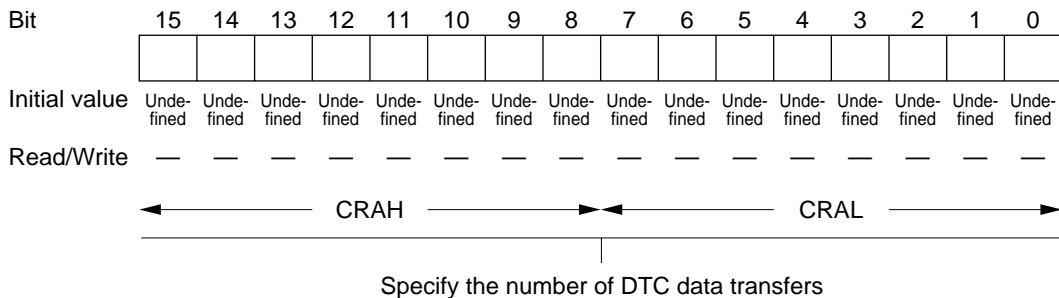 Bit 15 14 13 12 11 10 9 8 7 6 5 4 3 2 1 0
Initial value Unde- Unde- Unde- Unde- Unde- Unde- Unde- Unde- Unde- Unde- Unde- Unde- Unde- Unde- Unde- Unde-
fined fined fined fined fined fined fined fined fined fined fined fined fined fined fined fined
Read/Write — — — — — — — — — — — — — — — —
CRAH CRAL
Specify the number of DTC data transfers